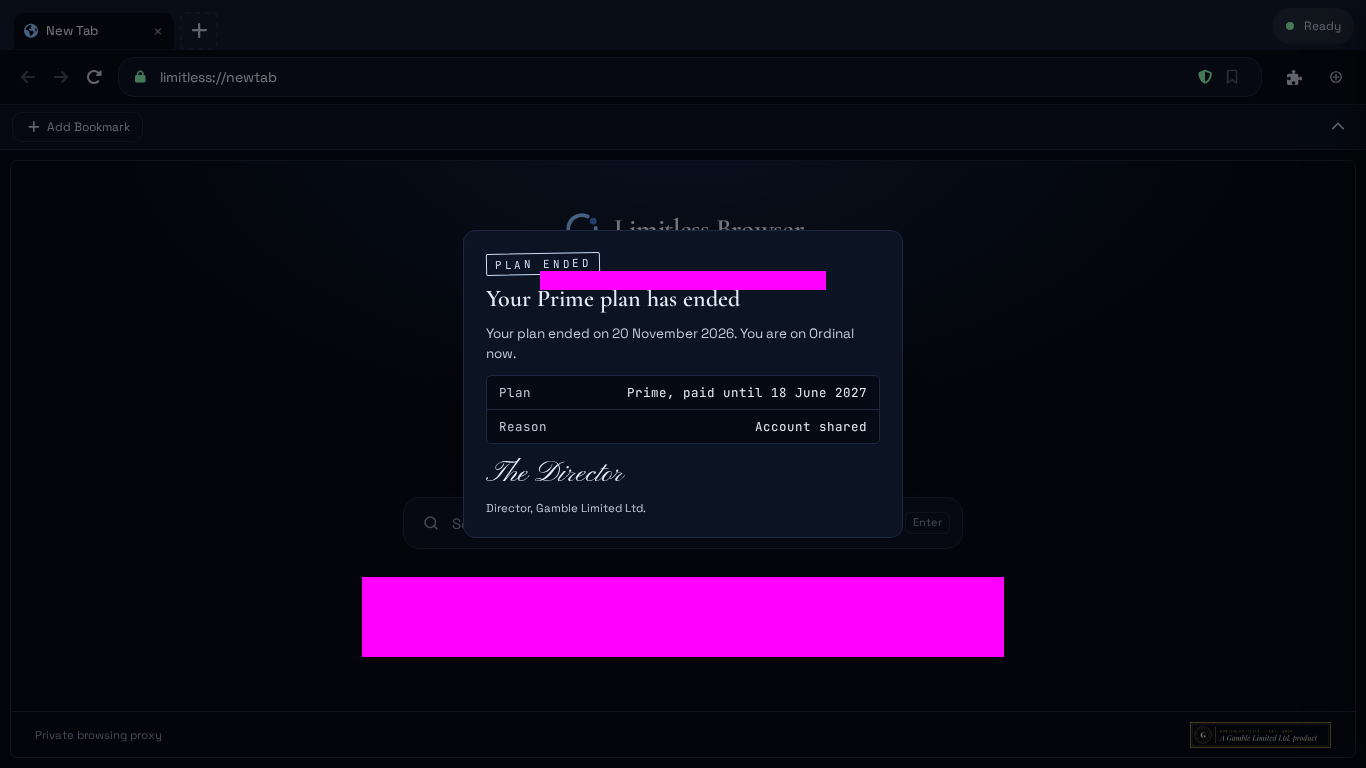 New Tab
Ready
limitless://newtab
Add Bookmark
Limitless Browser
PLAN ENDED
Your Prime plan has ended
Your plan ended on 20 November 2026. You are on Ordinal
now.
Plan Prime, paid until 18 June 2027
Reason Account shared
The Director
Director, Gamble Limited Ltd.
Enter
Private browsing proxy
G
A Gamble Limited Ltd. product